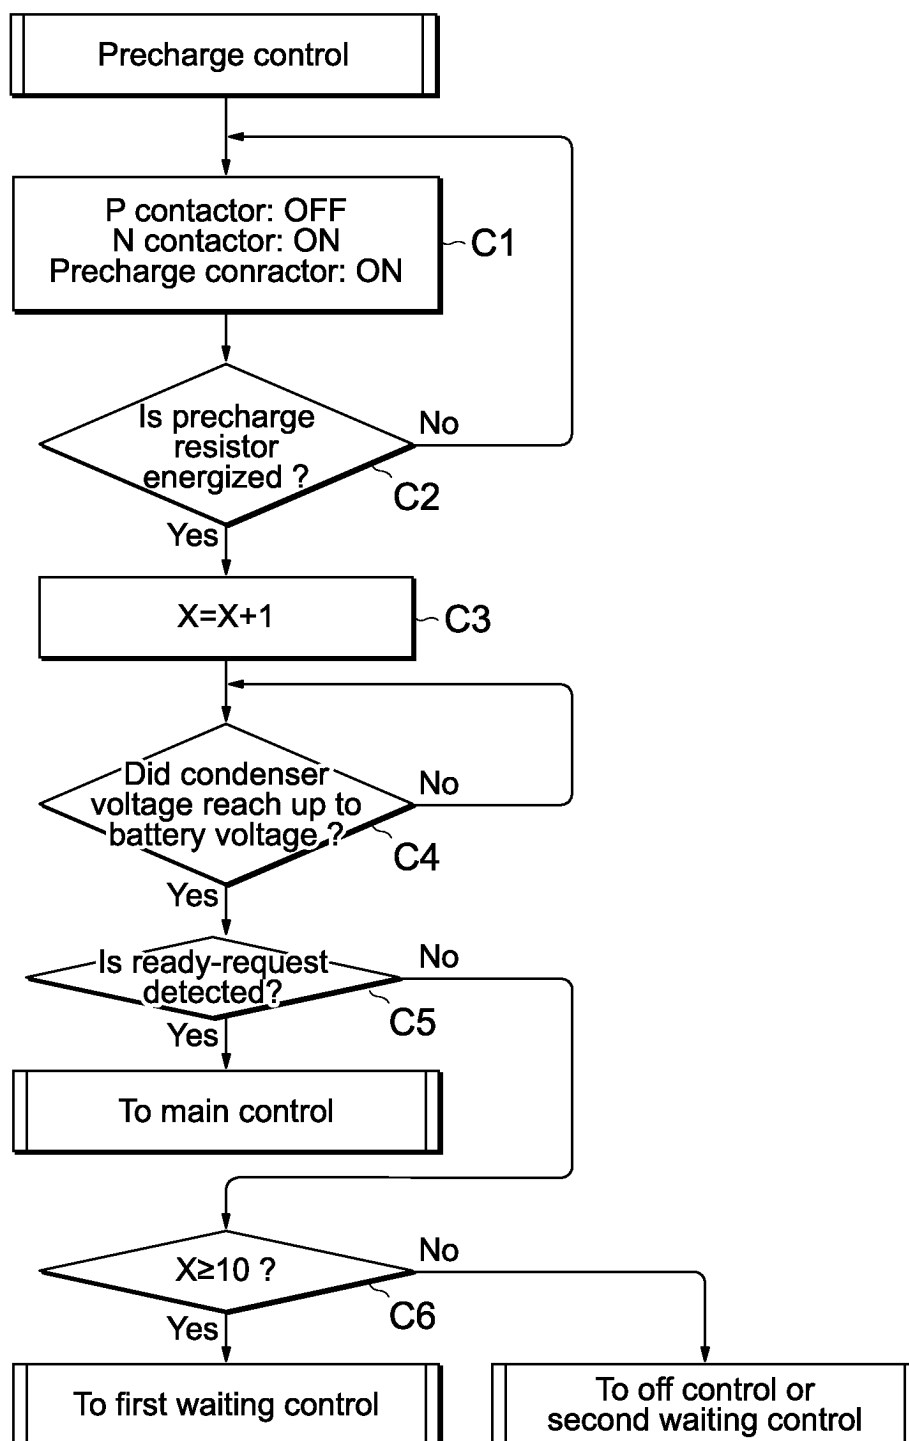 Precharge control
P contactor: OFF
N contactor: ON
Precharge conractor: ON
C1
Is precharge
resistor
energized ?
No
C2
Yes
X=X+1
C3
Did condenser
voltage reach up to
battery voltage ?
No
C4
Yes
Is ready-request
detected?
No
C5
Yes
To main control
X≥10 ?
No
C6
Yes
To first waiting control
To off control or
second waiting control